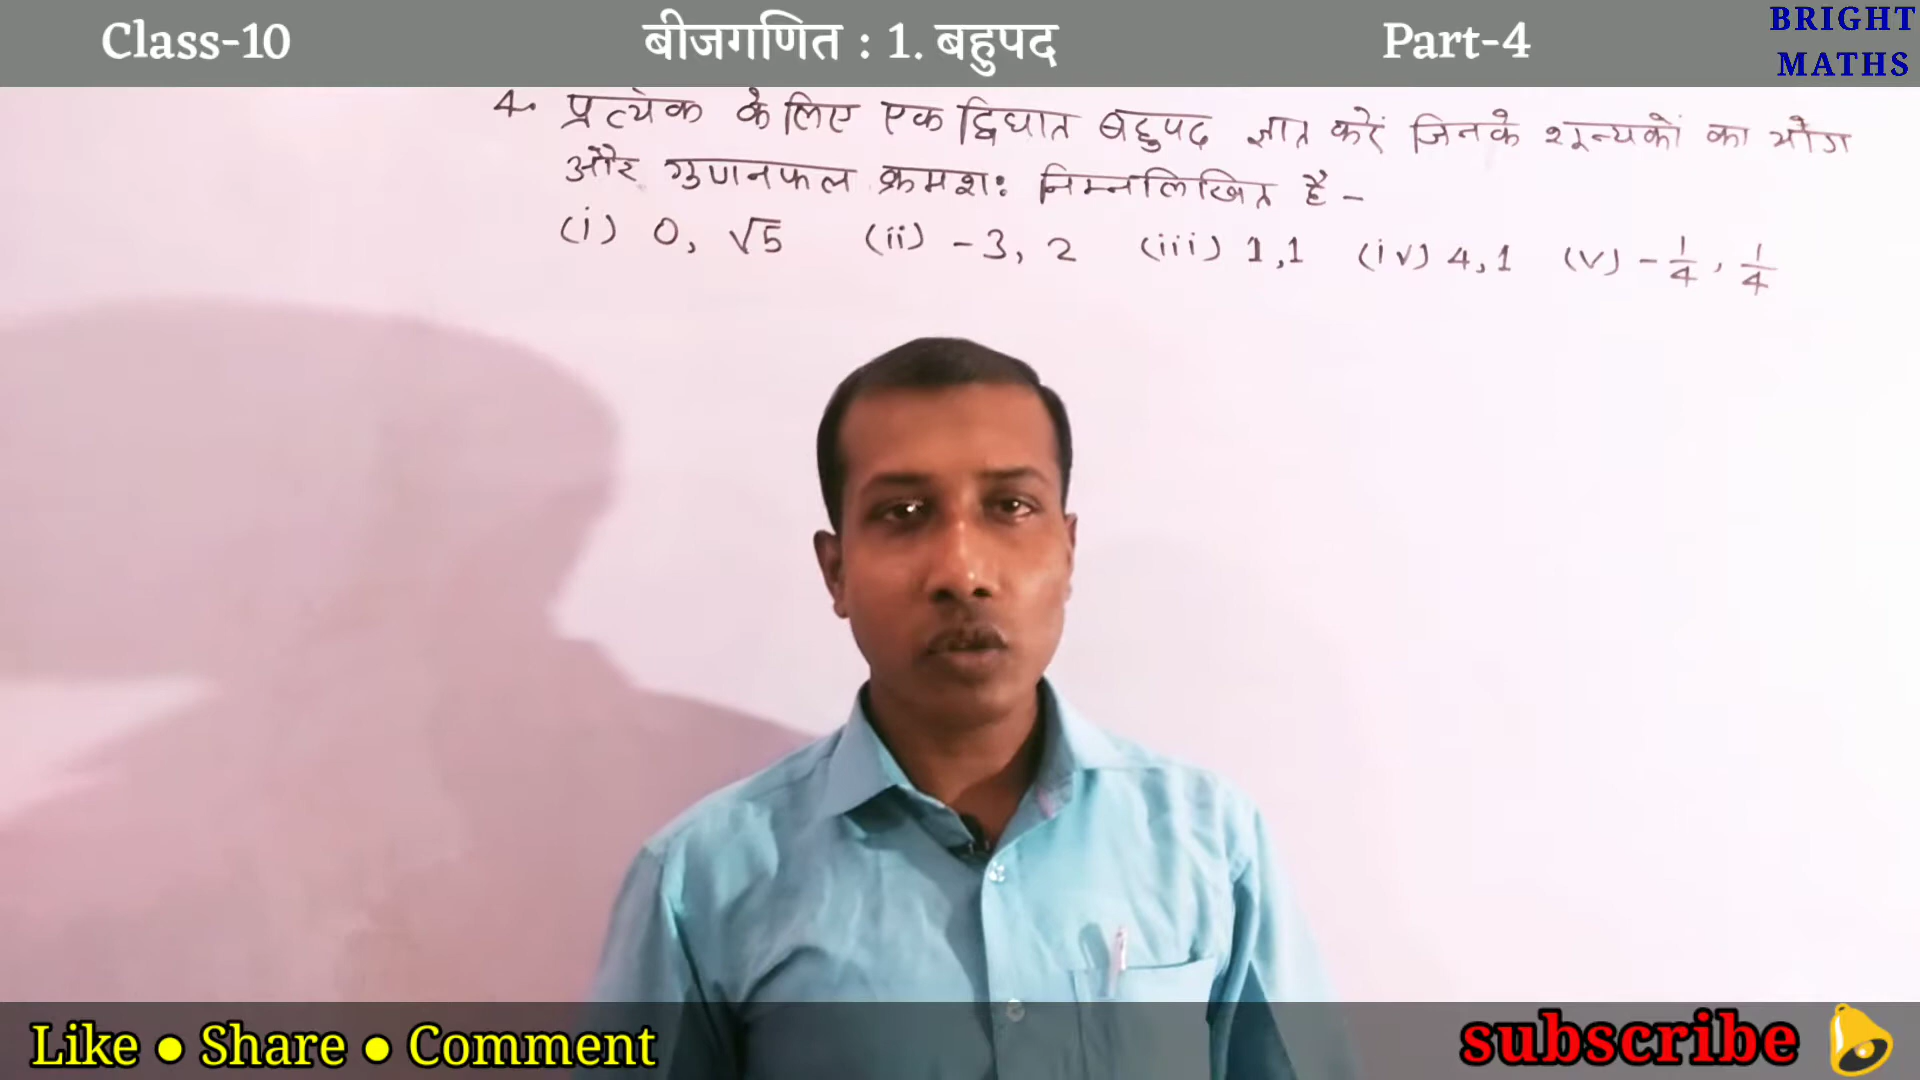 Class-10 बीजगणित : 1. बहुपद Part-4 BRIGHT MATHS
4. प्रत्येक के लिए एक द्विघात बहुपद ज्ञात करें जिनके शून्यकों का योग
और गुणनफल क्रमशः निम्नलिखित है -
(i) 0, √5 (ii) -3, 2 (iii) 1,1 (iv) 4,1 (v) -1/4, 1/4
Like ● Share ● Comment subscribe